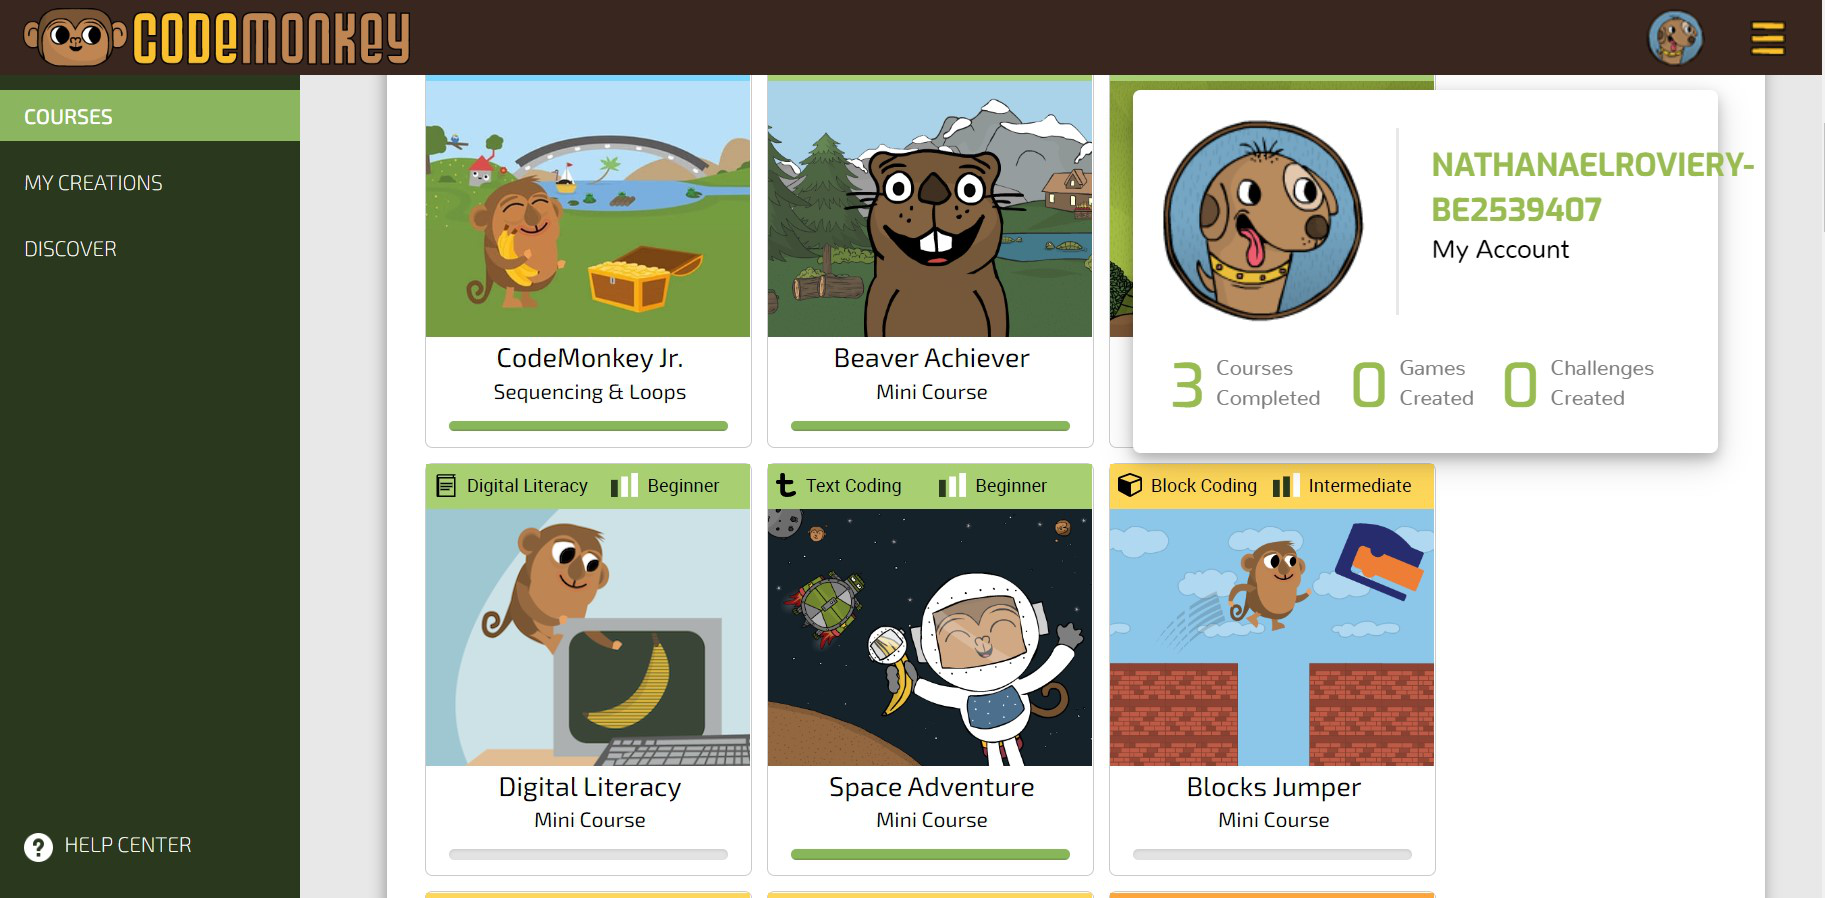 CODEMONKEY
COURSES
MY CREATIONS
DISCOVER
HELP CENTER
CodeMonkey Jr.
Sequencing & Loops
Beaver Achiever
Mini Course
NATHANAELROVIERY-
BE2539407
My Account
3 Courses Completed
0 Games Created
0 Challenges Created
Digital Literacy Beginner
Digital Literacy
Mini Course
Text Coding Beginner
Space Adventure
Mini Course
Block Coding Intermediate
Blocks Jumper
Mini Course